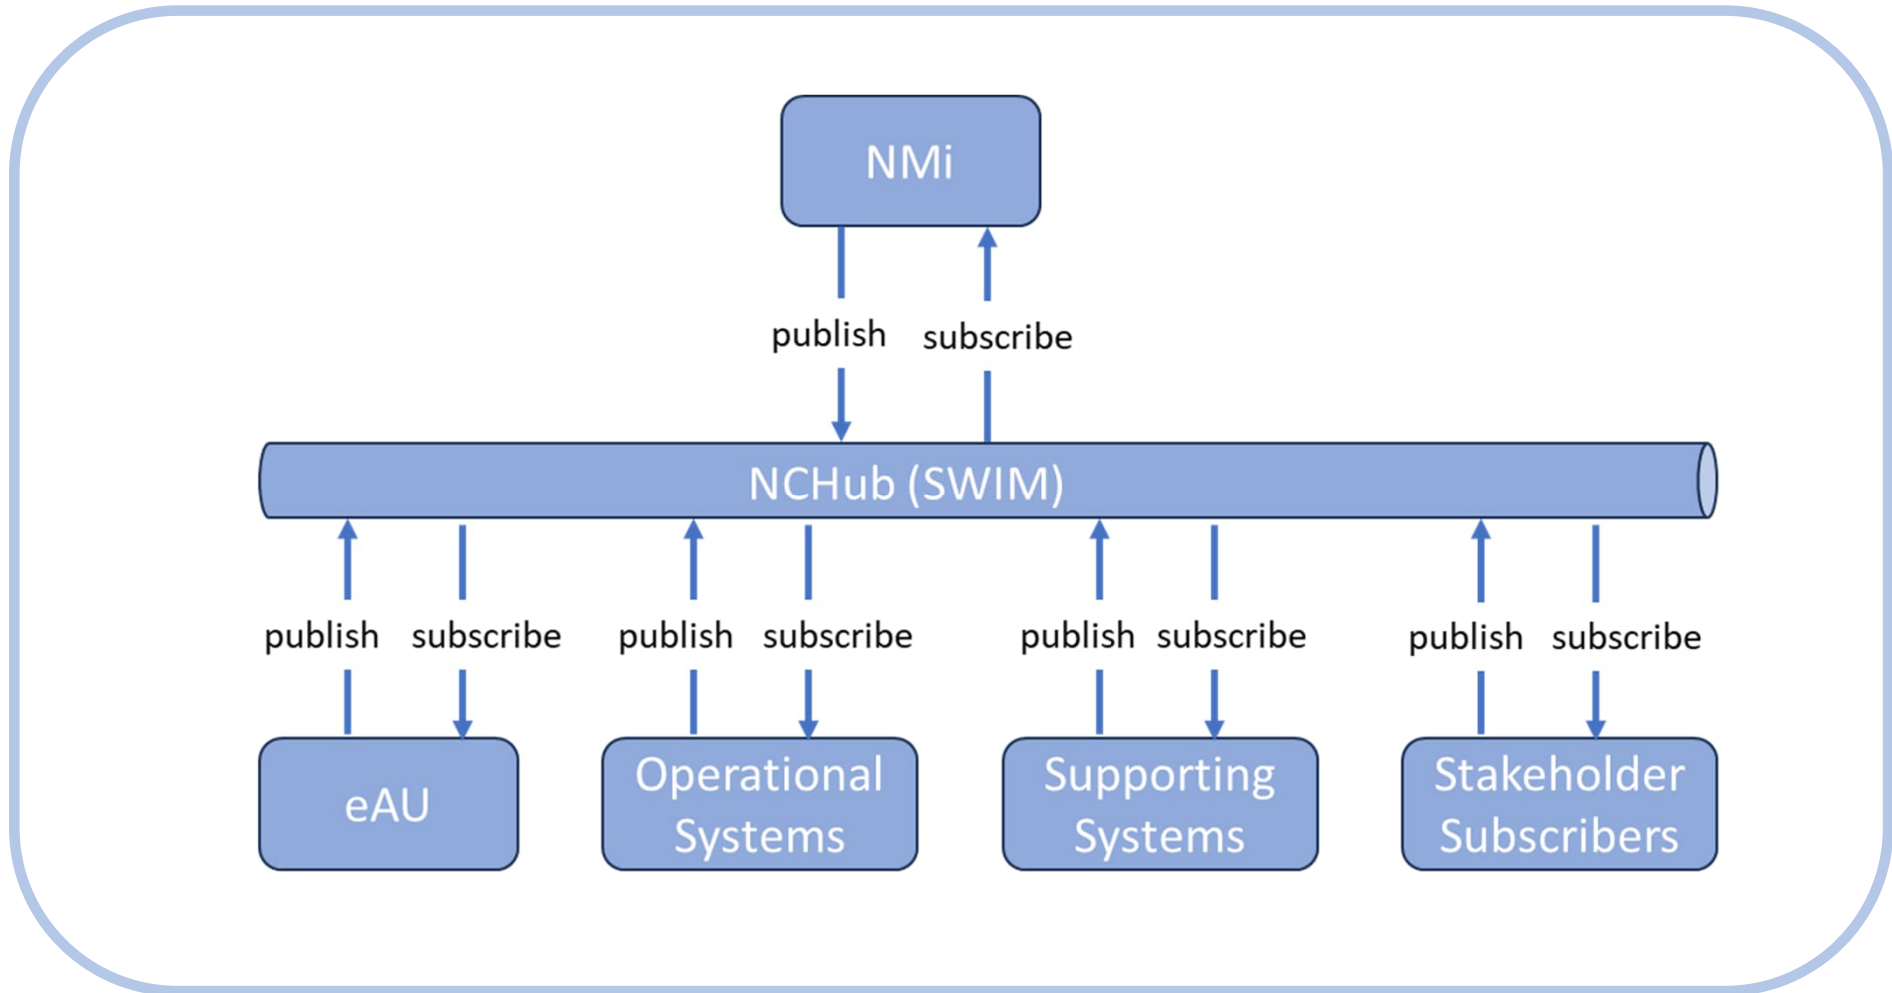 NMi
publish subscribe
NCHub (SWIM)
publish subscribe publish subscribe publish subscribe publish subscribe
eAU
Operational
Systems
Supporting
Systems
Stakeholder
Subscribers